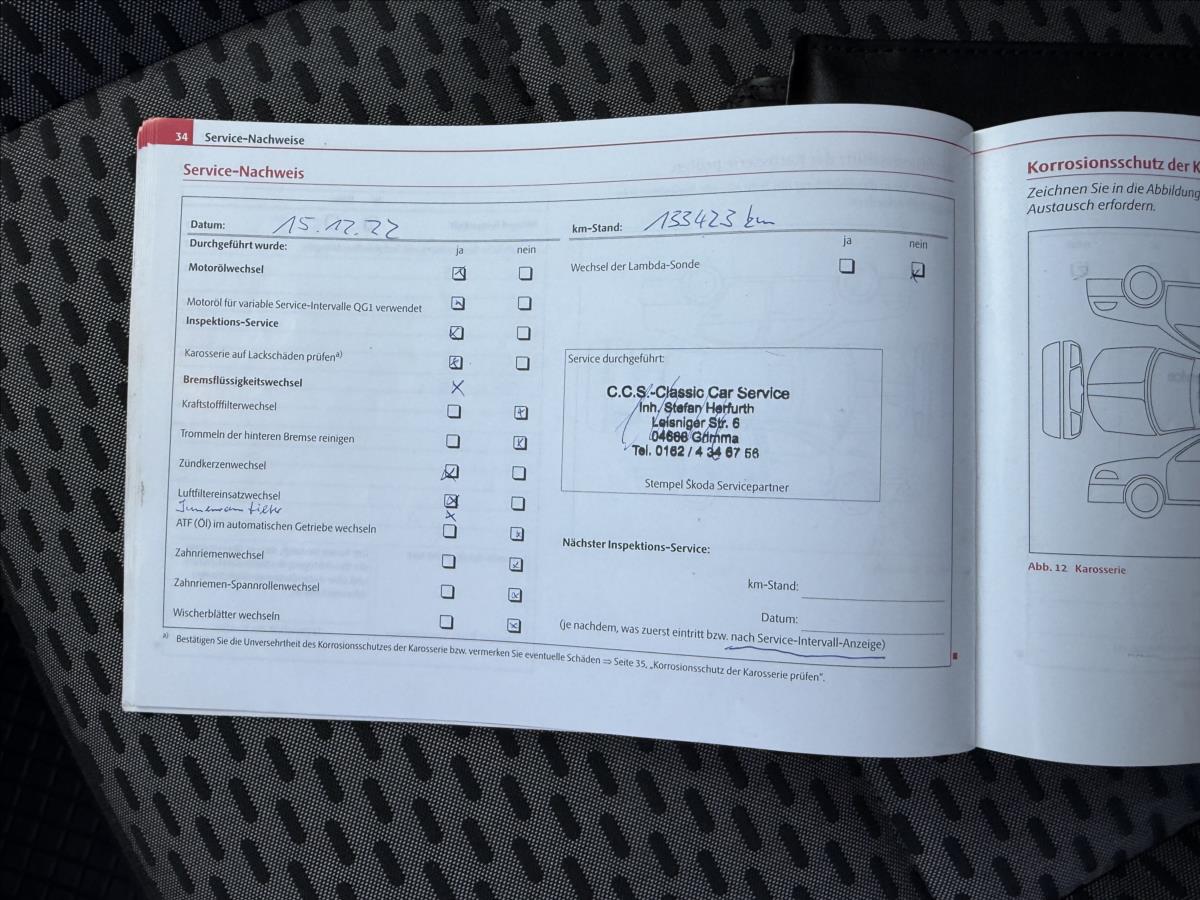 34 Service-Nachweise
Service-Nachweis
Datum: 15.12.22
km-Stand: 133423 km
Durchgeführt wurde: ja nein
ja nein
Motorölwechsel
Wechsel der Lambda-Sonde
Motoröl für variable Service-Intervalle QG1 verwendet
Inspektions-Service
Karosserie auf Lackschäden prüfen a)
Bremsflüssigkeitswechsel
Kraftstofffilterwechsel
Trommeln der hinteren Bremse reinigen
Zündkerzenwechsel
Luftfiltereinsatzwechsel
Innenraumfilter
ATF (Öl) im automatischen Getriebe wechseln
Zahnriemenwechsel
Zahnriemen-Spannrollenwechsel
Wischerblätter wechseln
Service durchgeführt:
C.C.S.-Classic Car Service
Inh. Stefan Herfurth
Leisniger Str. 6
04668 Grimma
Tel. 0162 / 4 34 67 56
Stempel Škoda Servicepartner
Nächster Inspektions-Service:
km-Stand:
Datum:
(je nachdem, was zuerst eintritt bzw. nach Service-Intervall-Anzeige)
a) Bestätigen Sie die Unversehrtheit des Korrosionsschutzes der Karosserie bzw. vermerken Sie eventuelle Schäden ⇒ Seite 35, „Korrosionsschutz der Karosserie prüfen“.
Korrosionsschutz der K
Zeichnen Sie in die Abbildung
Austausch erfordern.
Abb. 12 Karosserie